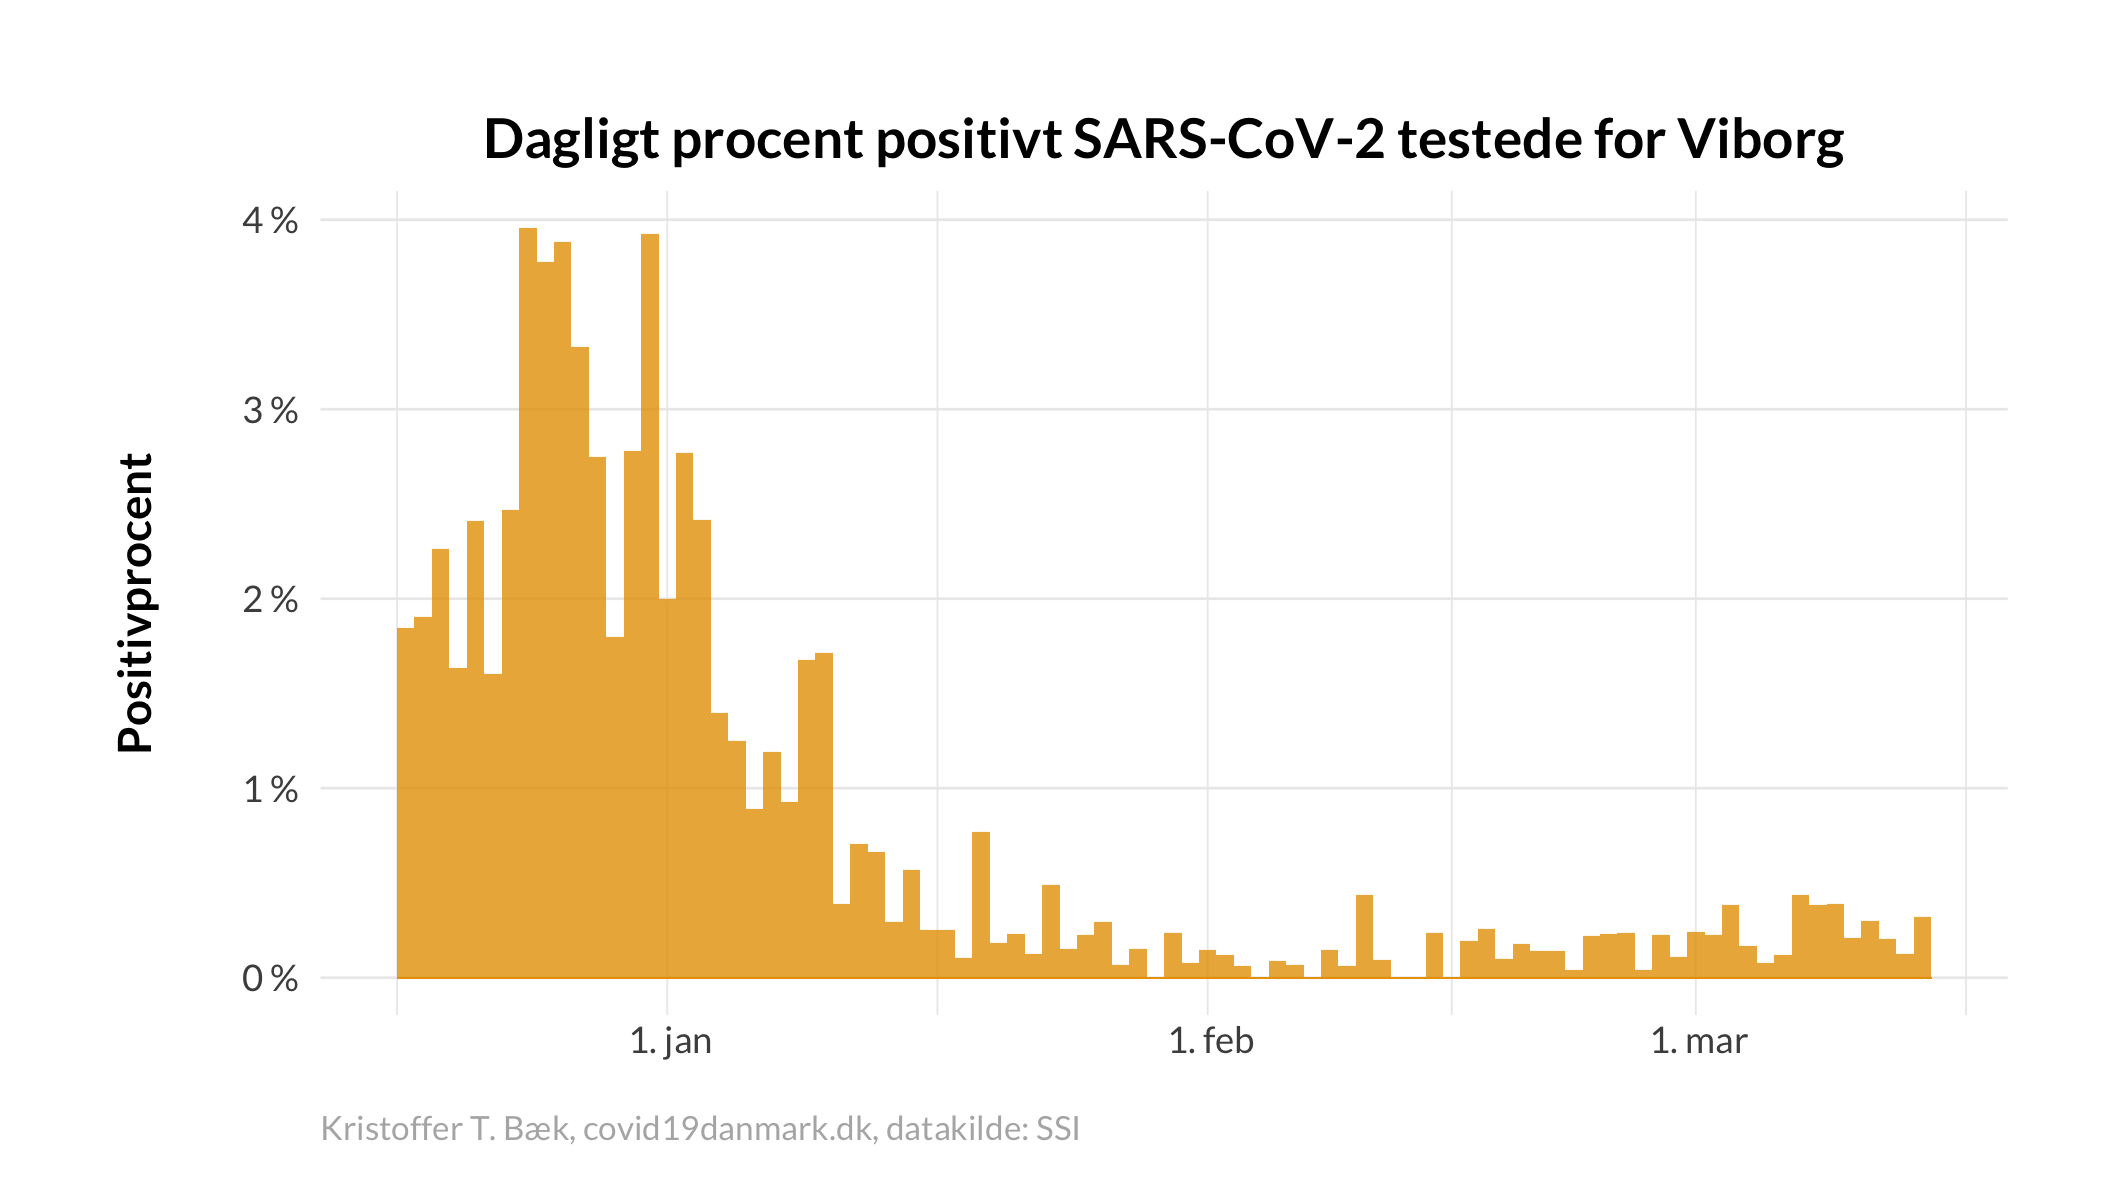 Dagligt procent positivt SARS-CoV-2 testede for Viborg
Positivprocent
4 %
3 %
2 %
1 %
0 %
1. jan
1. feb
1. mar
Kristoffer T. Bæk, covid19danmark.dk, datakilde: SSI